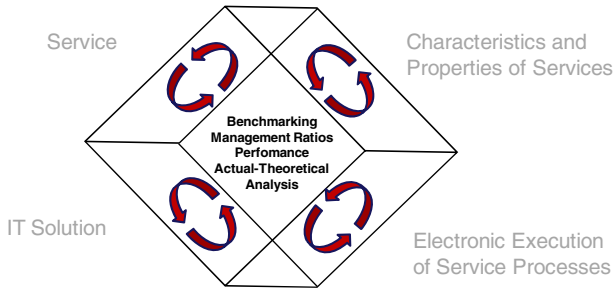 Service
Characteristics and
Properties of Services
Benchmarking
Management Ratios
Perfomance
Actual-Theoretical
Analysis
IT Solution
Electronic Execution
of Service Processes